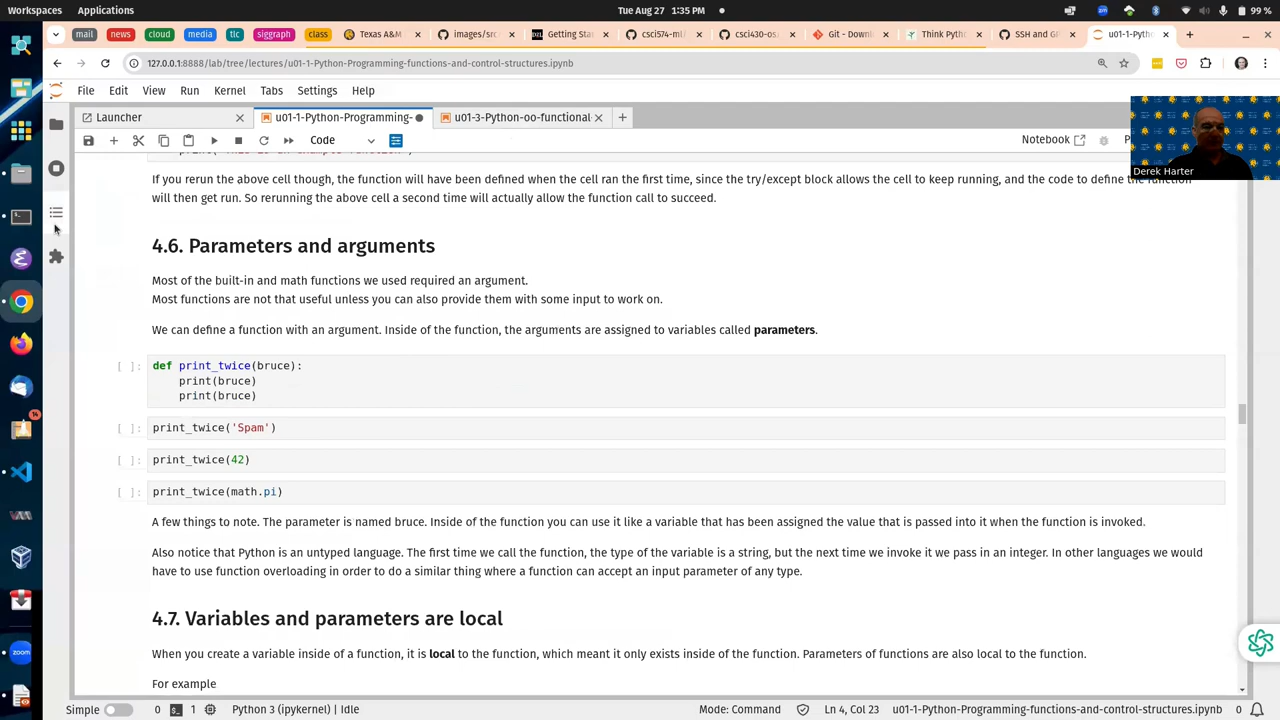 Workspaces Applications Tue Aug 27 1:35 PM 99 %
mail news cloud media tlc siggraph class Texas A&M images/src Getting Sta csci574-ml/ csci430-os. Git - Downl Think Pyth SSH and G u01-1-Pyth
127.0.0.1:8888/lab/tree/lectures/u01-1-Python-Programming-functions-and-control-structures.ipynb
File Edit View Run Kernel Tabs Settings Help
Launcher u01-1-Python-Programming- u01-3-Python-oo-functional-
Code Notebook
Derek Harter
If you rerun the above cell though, the function will have been defined when the cell ran the first time, since the try/except block allows the cell to keep running, and the code to define the function
will then get run. So rerunning the above cell a second time will actually allow the function call to succeed.
4.6. Parameters and arguments
Most of the built-in and math functions we used required an argument.
Most functions are not that useful unless you can also provide them with some input to work on.
We can define a function with an argument. Inside of the function, the arguments are assigned to variables called parameters.
[ ]: def print_twice(bruce):
print(bruce)
print(bruce)
[ ]: print_twice('Spam')
[ ]: print_twice(42)
[ ]: print_twice(math.pi)
A few things to note. The parameter is named bruce. Inside of the function you can use it like a variable that has been assigned the value that is passed into it when the function is invoked.
Also notice that Python is an untyped language. The first time we call the function, the type of the variable is a string, but the next time we invoke it we pass in an integer. In other languages we would
have to use function overloading in order to do a similar thing where a function can accept an input parameter of any type.
4.7. Variables and parameters are local
When you create a variable inside of a function, it is local to the function, which meant it only exists inside of the function. Parameters of functions are also local to the function.
For example
14
zoom
Simple 0 1 Python 3 (ipykernel) | Idle Mode: Command Ln 4, Col 23 u01-1-Python-Programming-functions-and-control-structures.ipynb 0